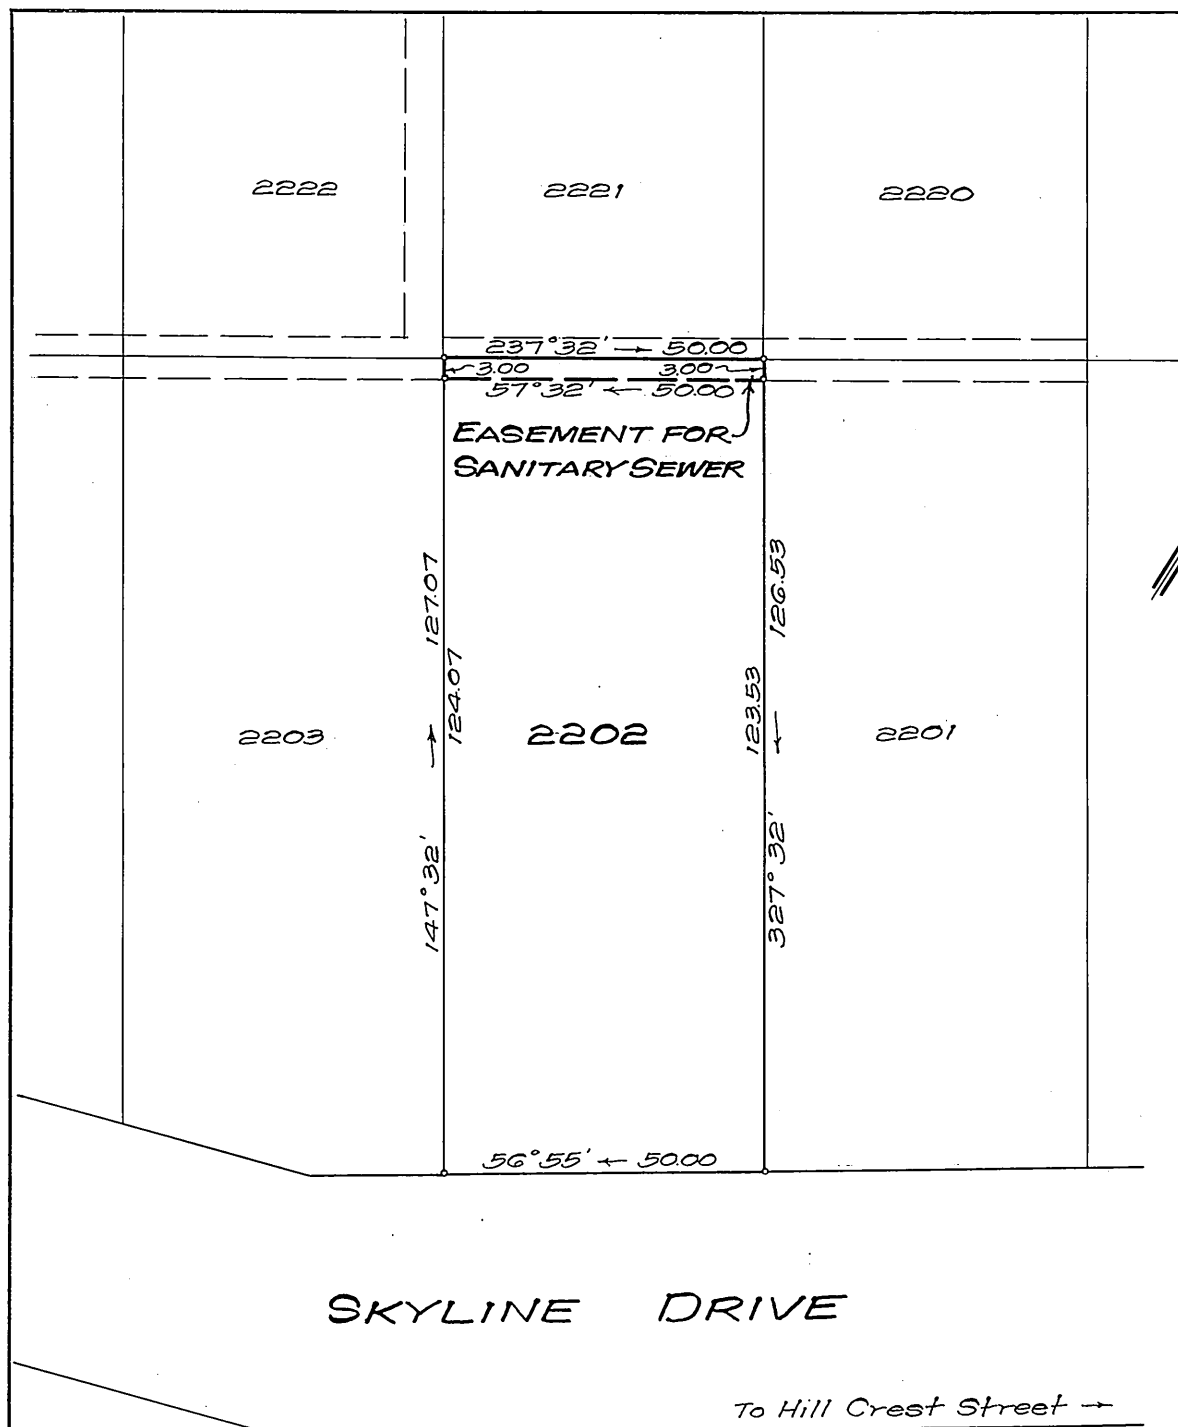 2222
2221
2220
237°32' → 50.00
3.00
3.00
57°32' ← 50.00
EASEMENT FOR
SANITARY SEWER
127.07
124.07
126.53
123.53
2203
2202
2201
147°32'
327°32'
56°55' ← 50.00
SKYLINE DRIVE
To Hill Crest Street →